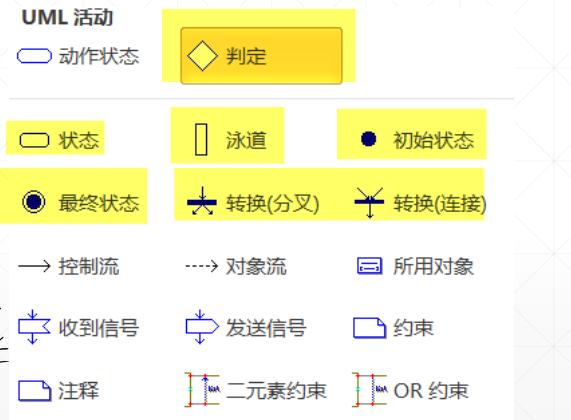 UML 活动
动作状态 判定
状态 泳道 初始状态
最终状态 转换(分叉) 转换(连接)
控制流 对象流 所用对象
收到信号 发送信号 约束
注释 二元素约束 OR 约束